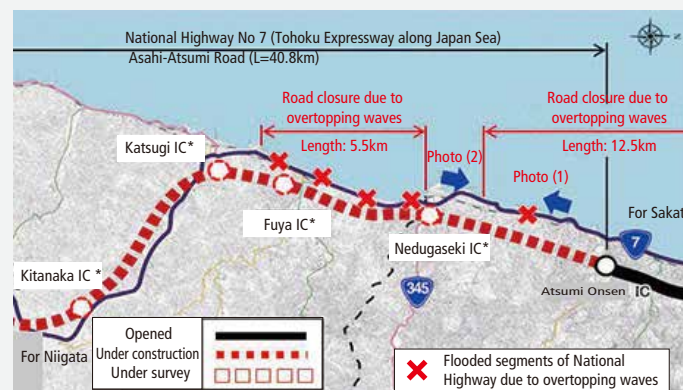 National Highway No 7 (Tohoku Expressway along Japan Sea)
Asahi-Atsumi Road (L=40.8km)
Road closure due to
overtopping waves
Length: 5.5km
Road closure due to
overtopping waves
Length: 12.5km
Photo (2)
Photo (1)
Katsugi IC*
Fuya IC*
Nedugaseki IC*
Kitanaka IC *
For Sakat
7
345
Atsumi Onsen IC
For Niigata
Opened
Under construction
Under survey
Flooded segments of National
Highway due to overtopping waves